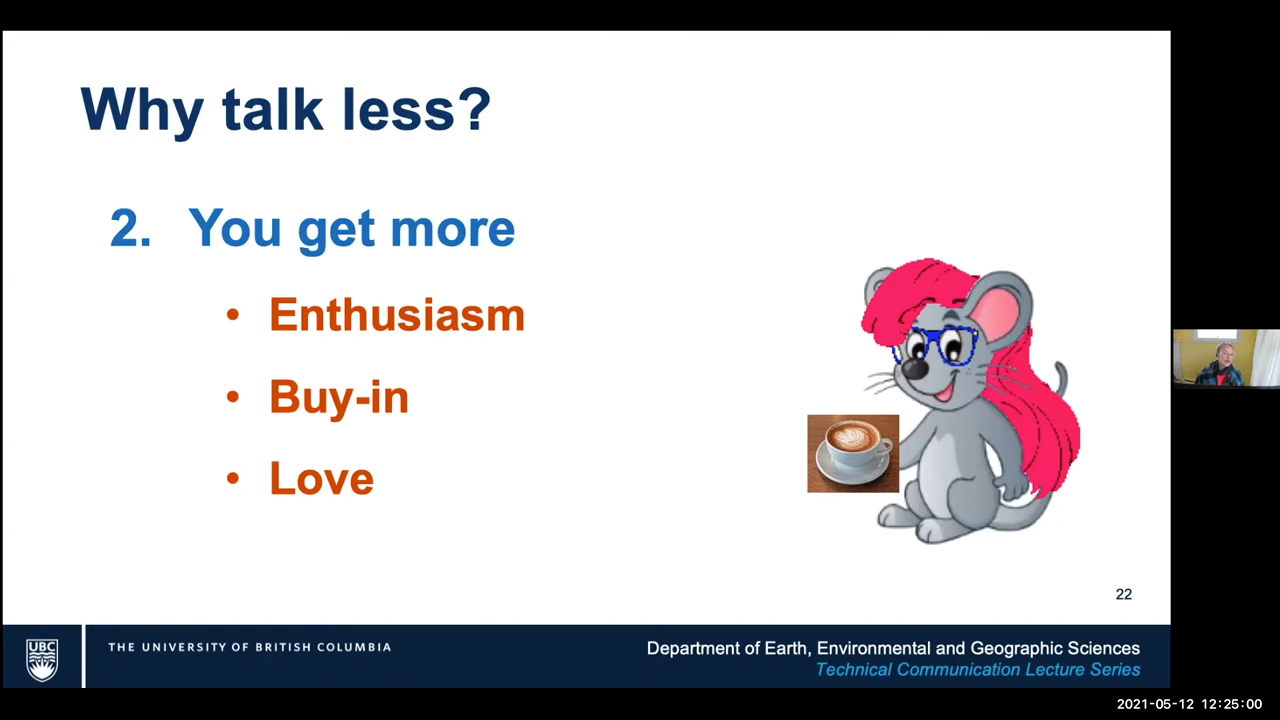 Why talk less?
2. You get more
• Enthusiasm
• Buy-in
• Love
22
UBC
THE UNIVERSITY OF BRITISH COLUMBIA
Department of Earth, Environmental and Geographic Sciences
Technical Communication Lecture Series
2021-05-12 12:25:00